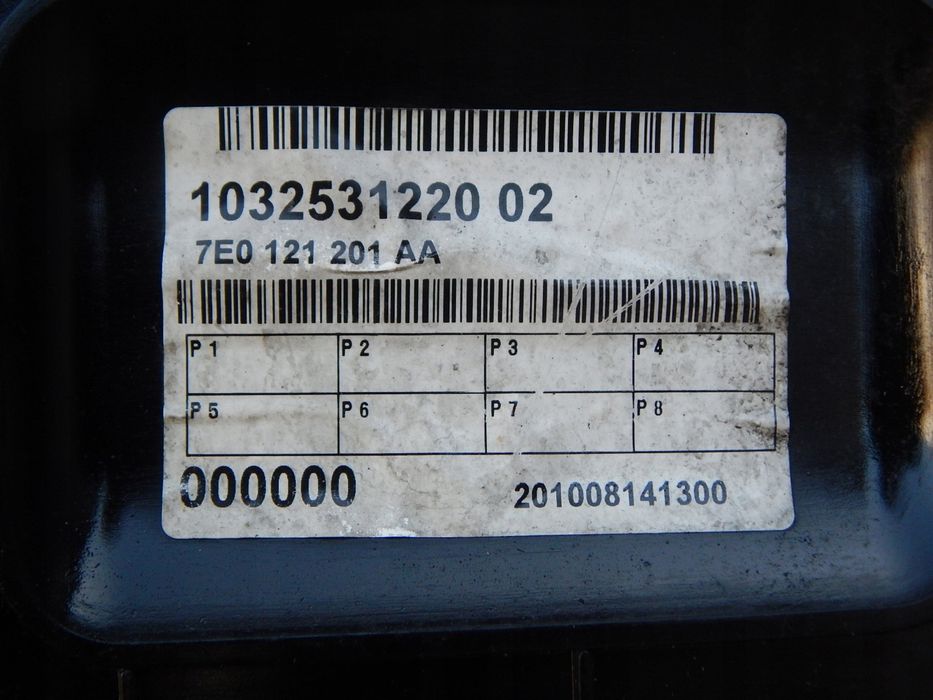 1032531220 02
7E0 121 201 AA
P 1 P 2 P 3 P 4
P 5 P 6 P 7 P 8
000000 201008141300